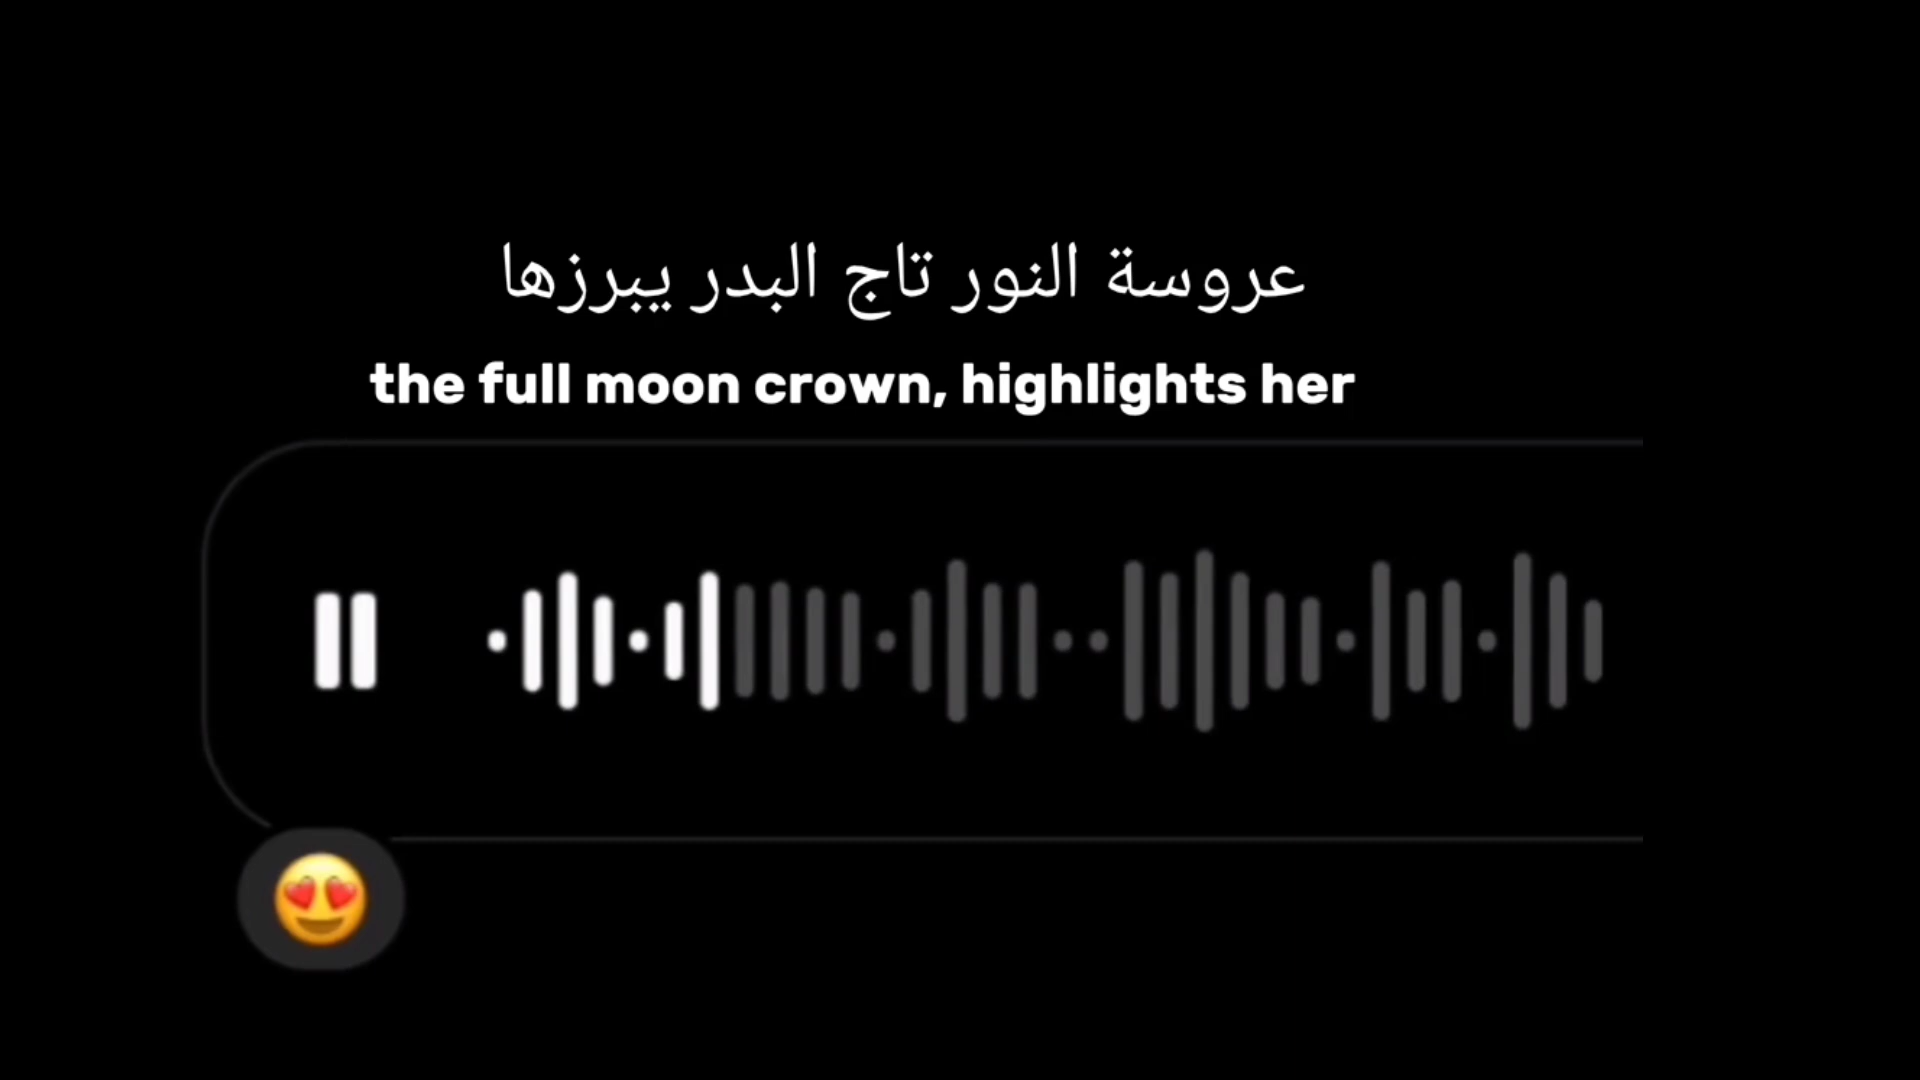 عروسة النور تاج البدر يبرزها
the full moon crown, highlights her